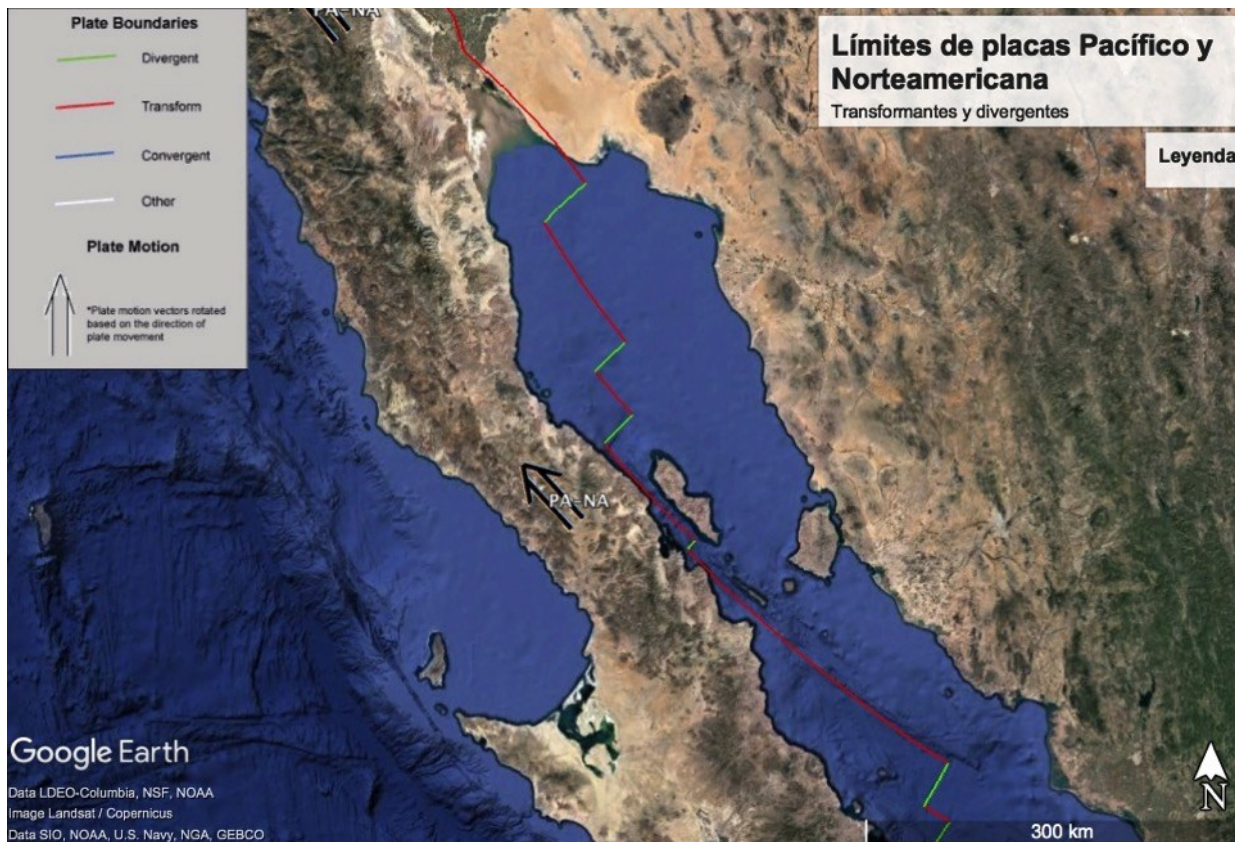 Plate Boundaries
Divergent
Transform
Convergent
Other
Plate Motion
*Plate motion vectors rotated
based on the direction of
plate movement
PA-NA
Límites de placas Pacífico y
Norteamericana
Transformantes y divergentes
Leyenda
PA-NA
Google Earth
Data LDEO-Columbia, NSF, NOAA
Image Landsat / Copernicus
Data SIO, NOAA, U.S. Navy, NGA, GEBCO
N
300 km